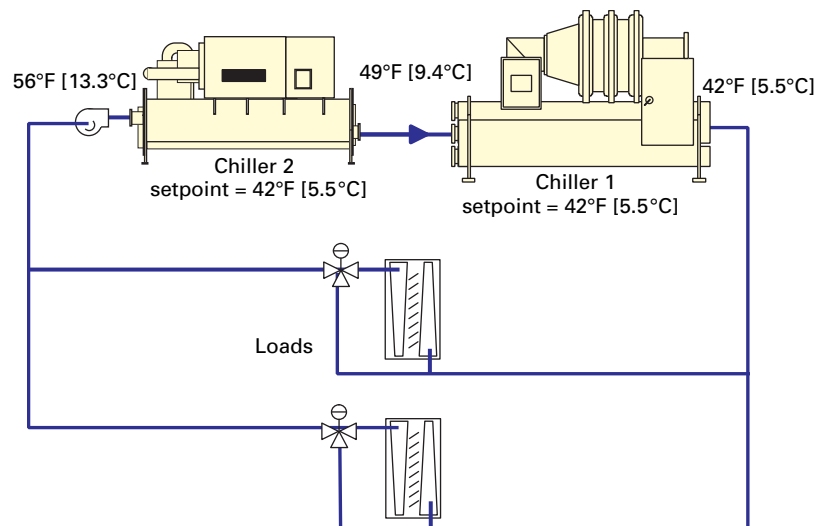 56°F [13.3°C]
49°F [9.4°C]
42°F [5.5°C]
Chiller 2
setpoint = 42°F [5.5°C]
Chiller 1
setpoint = 42°F [5.5°C]
Loads